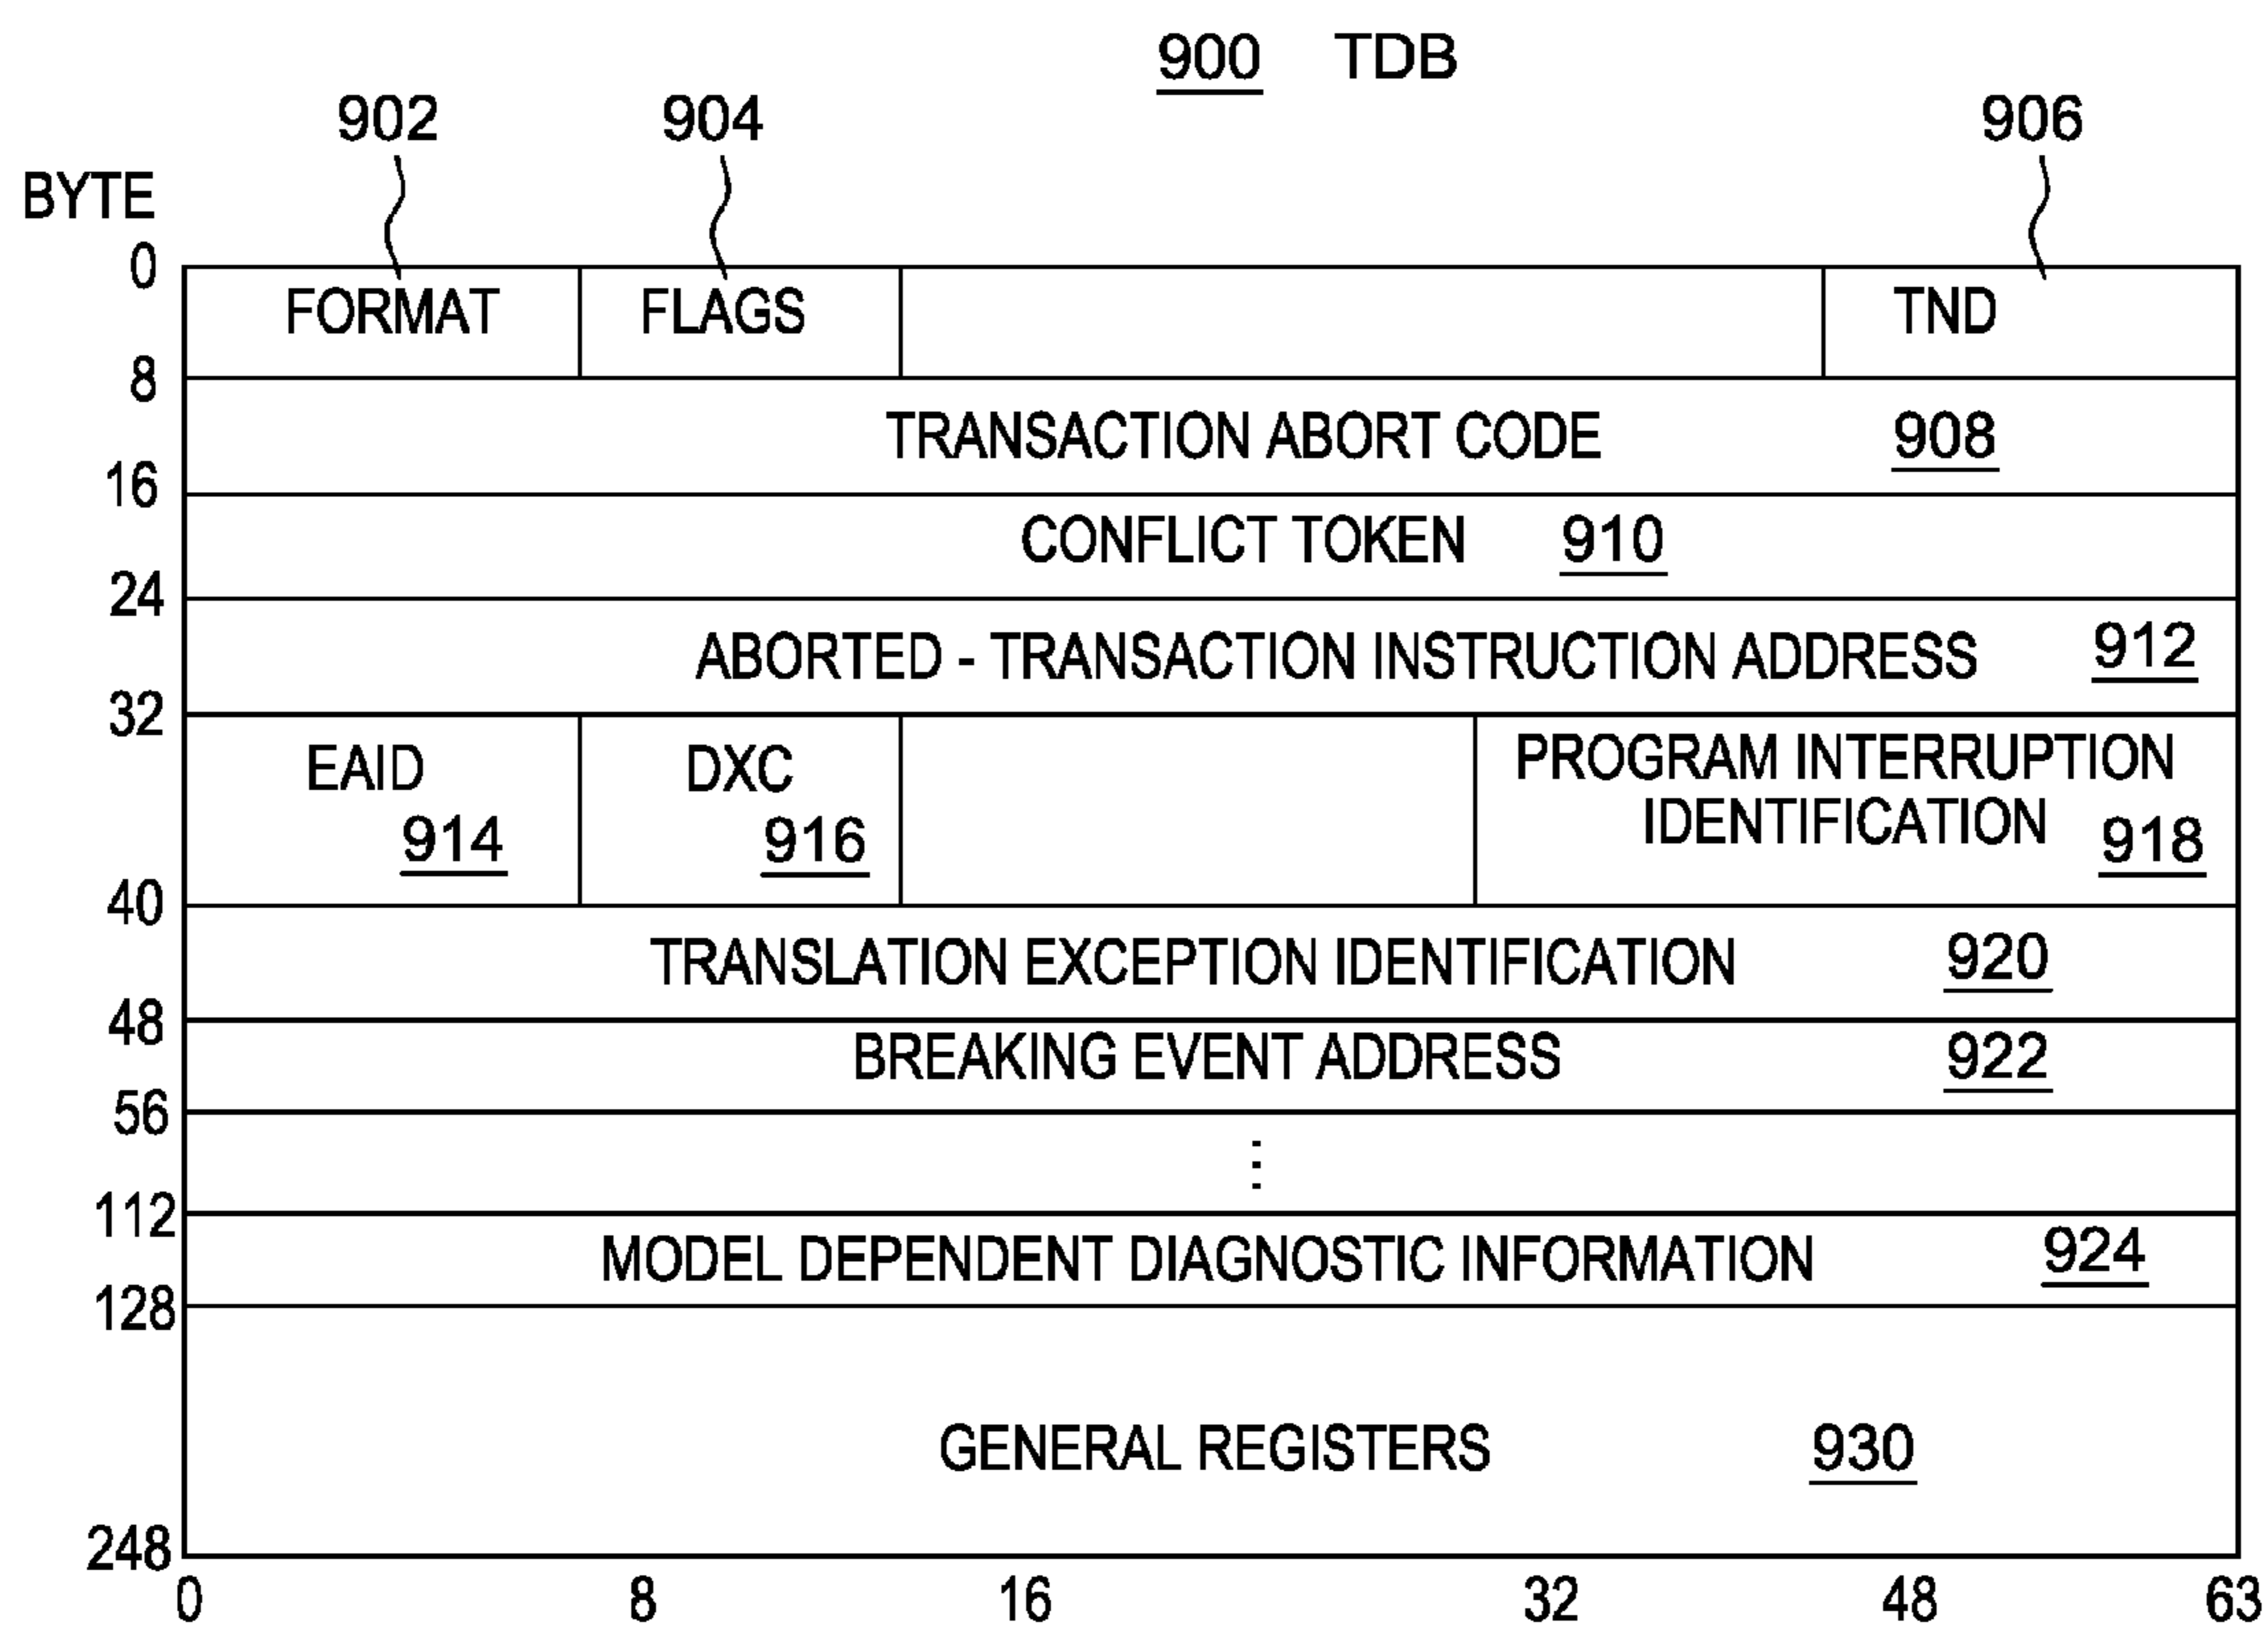 900 TDB
902 904 906
BYTE
0
FORMAT FLAGS TND
8
TRANSACTION ABORT CODE 908
16
CONFLICT TOKEN 910
24
ABORTED - TRANSACTION INSTRUCTION ADDRESS 912
32
EAID DXC PROGRAM INTERRUPTION
914 916 IDENTIFICATION 918
40
TRANSLATION EXCEPTION IDENTIFICATION 920
48
BREAKING EVENT ADDRESS 922
56
⋮
112
MODEL DEPENDENT DIAGNOSTIC INFORMATION 924
128
GENERAL REGISTERS 930
248
0 8 16 32 48 63